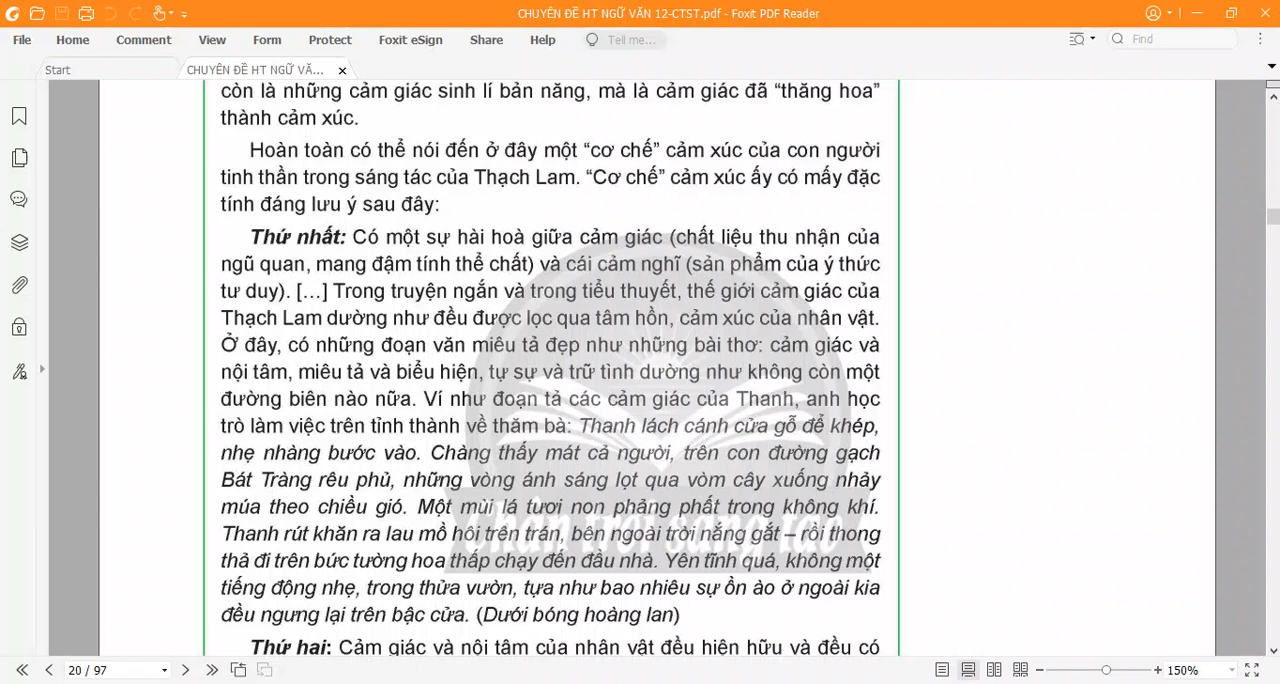 CHUYÊN ĐỀ HT NGỮ VĂN 12-CTST.pdf - Foxit PDF Reader
File Home Comment View Form Protect Foxit eSign Share Help Tell me... Find
Start CHUYÊN ĐỀ HT NGỮ VĂ...
còn là những cảm giác sinh lí bản năng, mà là cảm giác đã “thăng hoa”
thành cảm xúc.
Hoàn toàn có thể nói đến ở đây một “cơ chế” cảm xúc của con người
tinh thần trong sáng tác của Thạch Lam. “Cơ chế” cảm xúc ấy có mấy đặc
tính đáng lưu ý sau đây:
Thứ nhất: Có một sự hài hoà giữa cảm giác (chất liệu thu nhận của
ngũ quan, mang đậm tính thể chất) và cái cảm nghĩ (sản phẩm của ý thức
tư duy). [...] Trong truyện ngắn và trong tiểu thuyết, thế giới cảm giác của
Thạch Lam dường như đều được lọc qua tâm hồn, cảm xúc của nhân vật.
Ở đây, có những đoạn văn miêu tả đẹp như những bài thơ: cảm giác và
nội tâm, miêu tả và biểu hiện, tự sự và trữ tình dường như không còn một
đường biên nào nữa. Ví như đoạn tả các cảm giác của Thanh, anh học
trò làm việc trên tỉnh thành về thăm bà: Thanh lách cánh cửa gỗ để khép,
nhẹ nhàng bước vào. Chàng thấy mát cả người, trên con đường gạch
Bát Tràng rêu phủ, những vòng ánh sáng lọt qua vòm cây xuống nhảy
múa theo chiều gió. Một mùi lá tươi non phảng phất trong không khí.
Thanh rút khăn ra lau mồ hôi trên trán, bên ngoài trời nắng gắt – rồi thong
thả đi trên bức tường hoa thấp chạy đến đầu nhà. Yên tĩnh quá, không một
tiếng động nhẹ, trong thửa vườn, tựa như bao nhiêu sự ồn ào ở ngoài kia
đều ngưng lại trên bậc cửa. (Dưới bóng hoàng lan)
Thứ hai: Cảm giác và nội tâm của nhân vật đều hiện hữu và đều có
Chân trời sáng tạo
20 / 97 150%